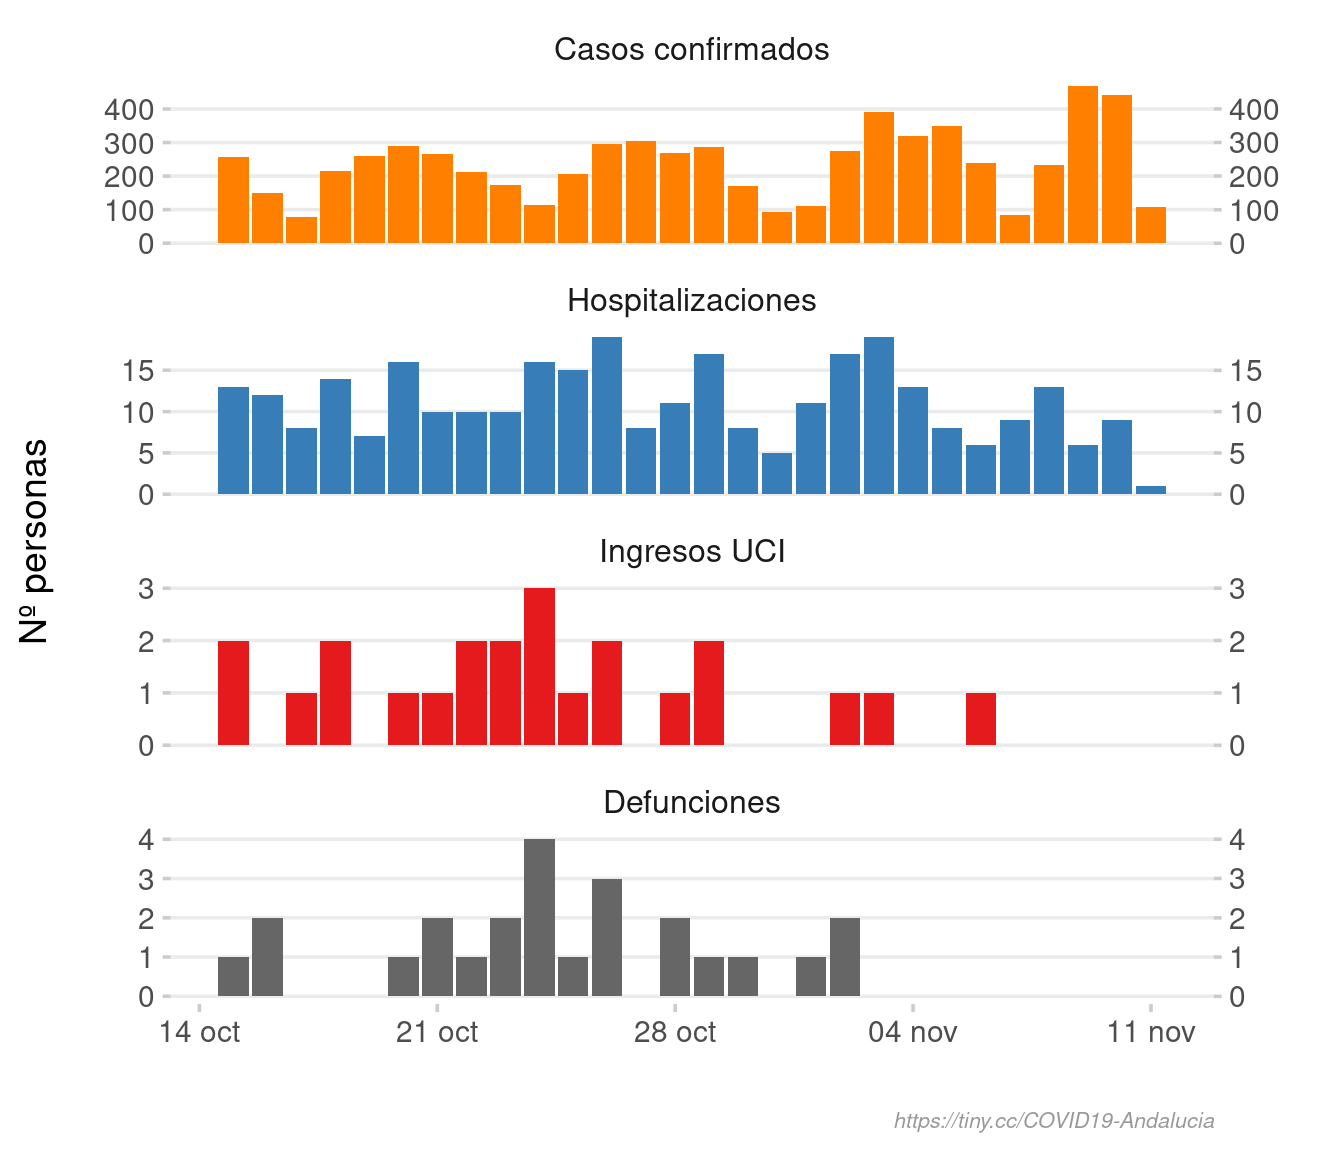 Casos confirmados
400 400
300 300
200 200
100 100
0 0
Hospitalizaciones
15 15
10 10
5 5
0 0
Nº personas
Ingresos UCI
3 3
2 2
1 1
0 0
Defunciones
4 4
3 3
2 2
1 1
0 0
14 oct 21 oct 28 oct 04 nov 11 nov
https://tiny.cc/COVID19-Andalucia